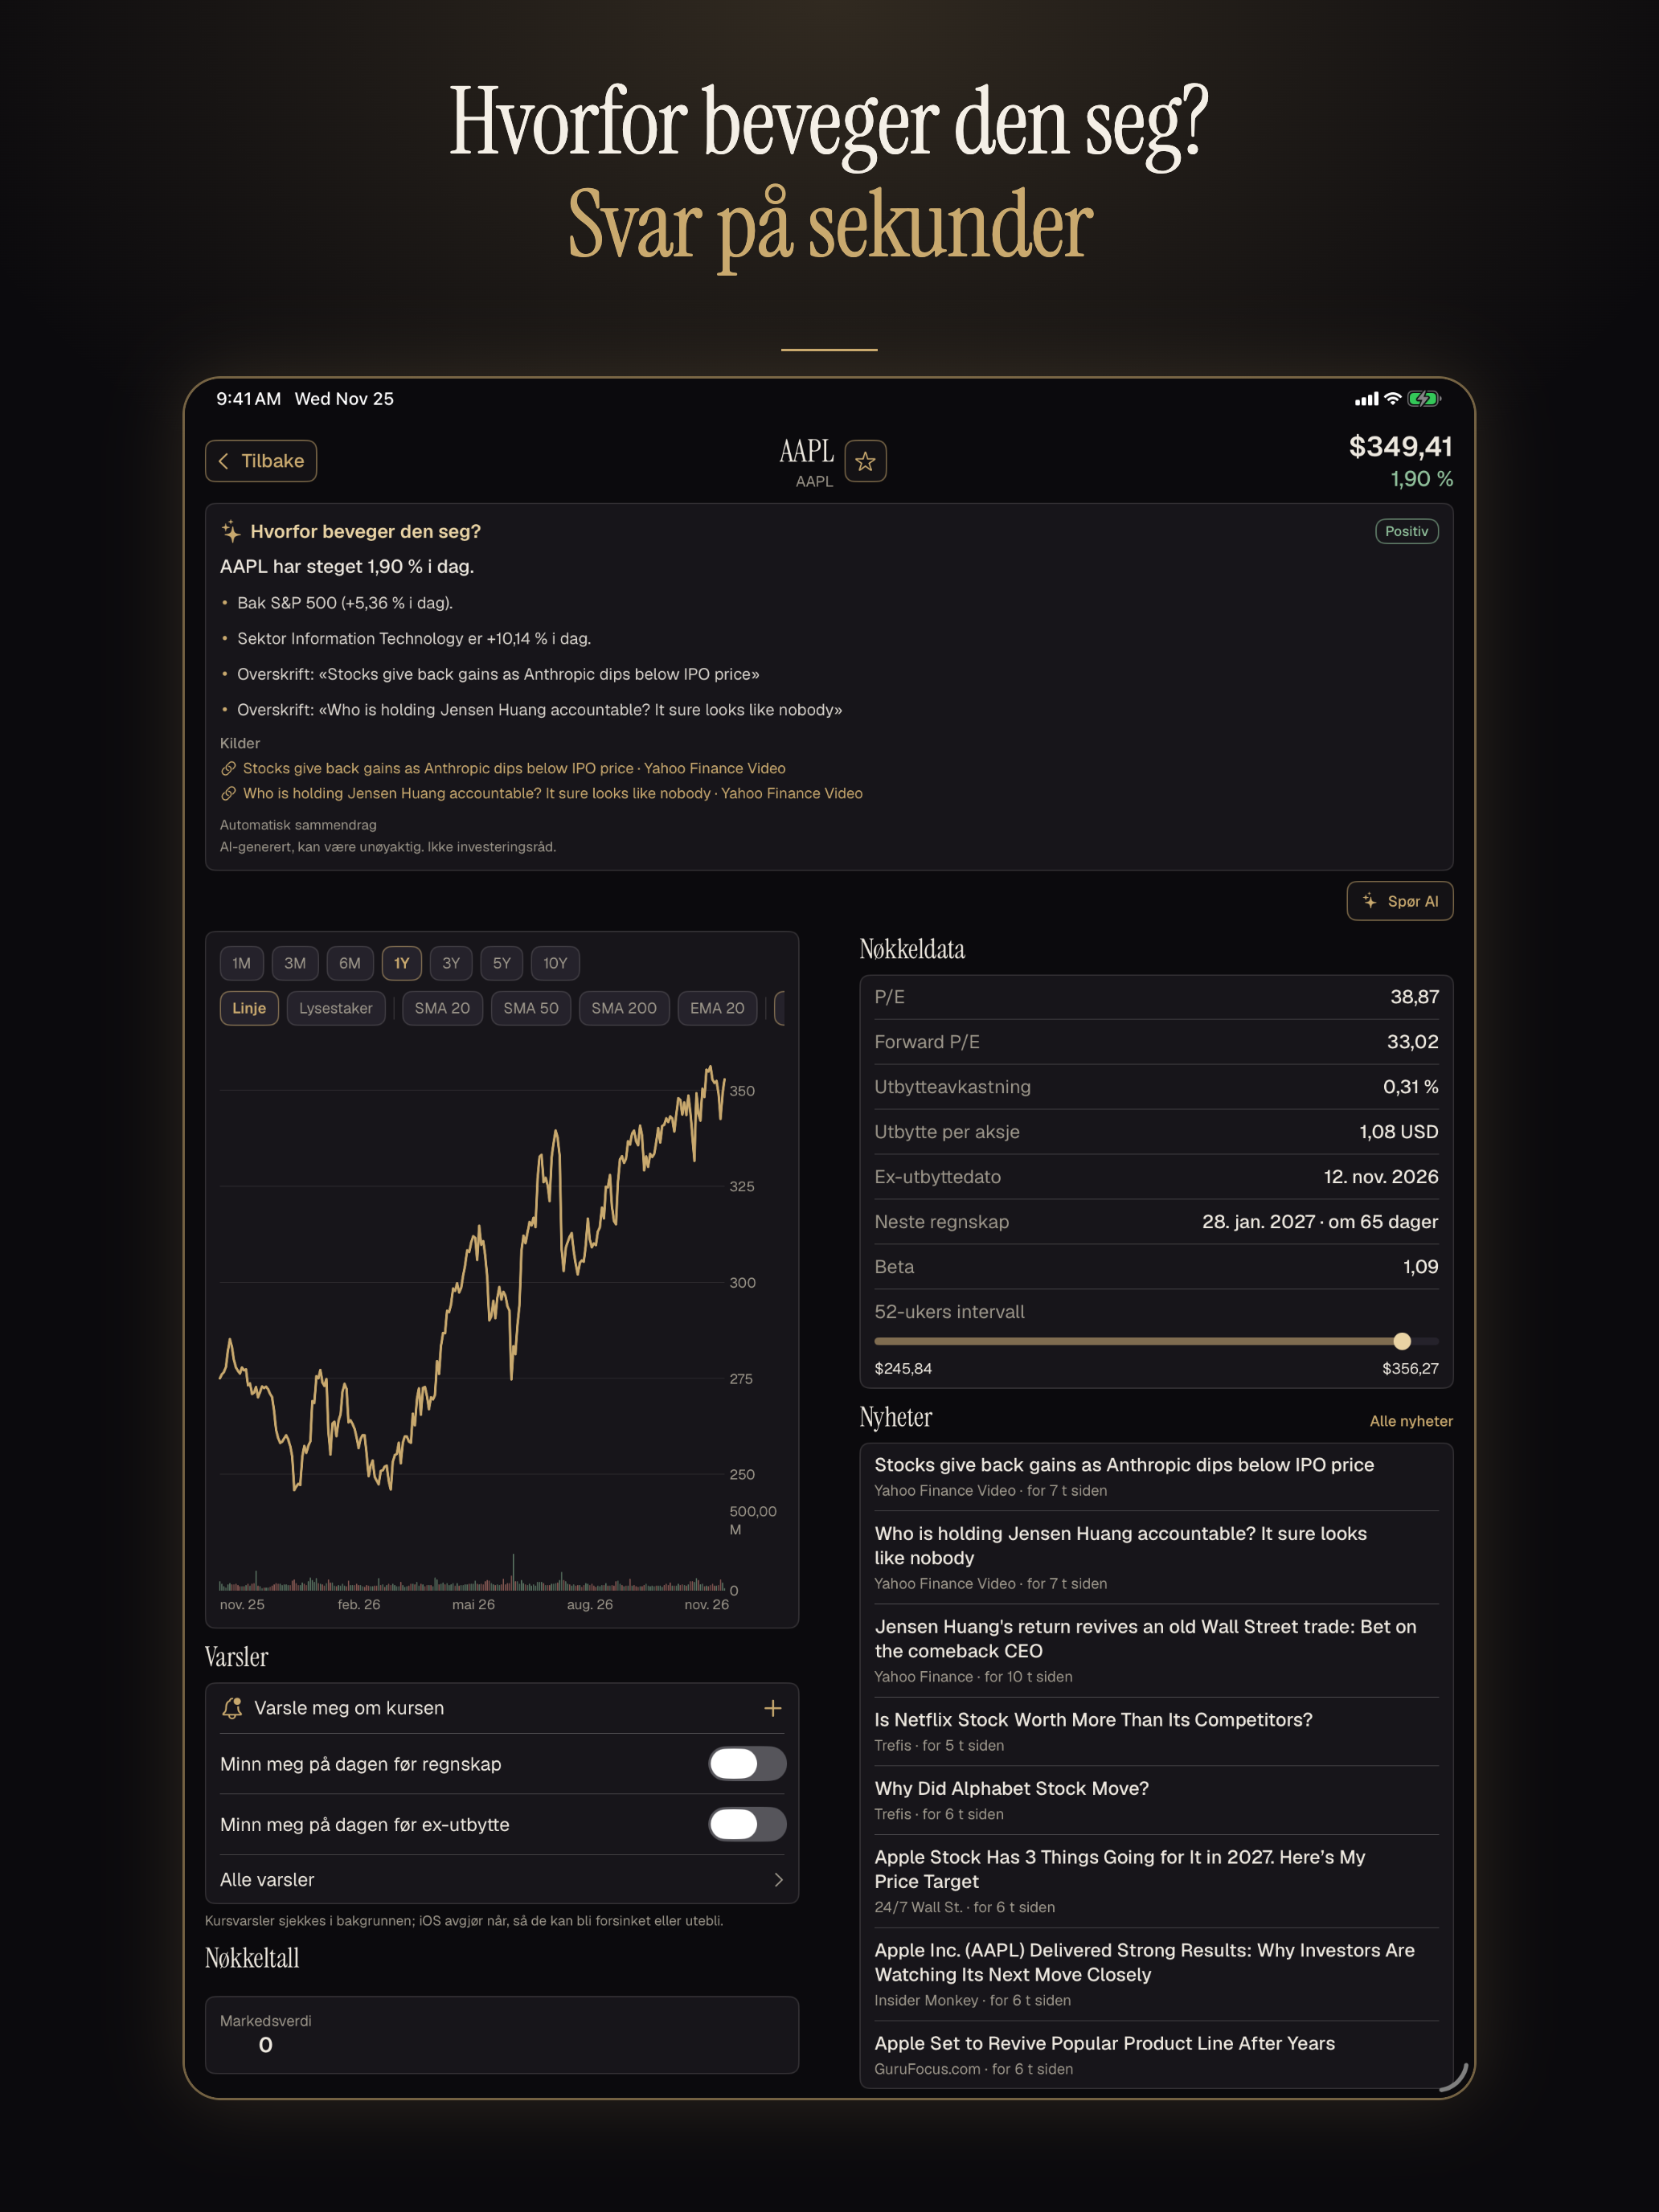 Hvorfor beveger den seg?
Svar på sekunder
9:41 AM Wed Nov 25
Tilbake
AAPL
AAPL
$349,41
1,90 %
Hvorfor beveger den seg?
Positiv
AAPL har steget 1,90 % i dag.
• Bak S&P 500 (+5,36 % i dag).
• Sektor Information Technology er +10,14 % i dag.
• Overskrift: «Stocks give back gains as Anthropic dips below IPO price»
• Overskrift: «Who is holding Jensen Huang accountable? It sure looks like nobody»
Kilder
Stocks give back gains as Anthropic dips below IPO price · Yahoo Finance Video
Who is holding Jensen Huang accountable? It sure looks like nobody · Yahoo Finance Video
Automatisk sammendrag
AI-generert, kan være unøyaktig. Ikke investeringsråd.
Spør AI
1M 3M 6M 1Y 3Y 5Y 10Y
Linje Lysestaker SMA 20 SMA 50 SMA 200 EMA 20
350
325
300
275
250
500,00
M
0
nov. 25 feb. 26 mai 26 aug. 26 nov. 26
Varsler
Varsle meg om kursen
Minn meg på dagen før regnskap
Minn meg på dagen før ex-utbytte
Alle varsler
Kursvarsler sjekkes i bakgrunnen; iOS avgjør når, så de kan bli forsinket eller utebli.
Nøkkeltall
Markedsverdi
0
Nøkkeldata
P/E 38,87
Forward P/E 33,02
Utbytteavkastning 0,31 %
Utbytte per aksje 1,08 USD
Ex-utbyttedato 12. nov. 2026
Neste regnskap 28. jan. 2027 · om 65 dager
Beta 1,09
52-ukers intervall
$245,84 $356,27
Nyheter
Alle nyheter
Stocks give back gains as Anthropic dips below IPO price
Yahoo Finance Video · for 7 t siden
Who is holding Jensen Huang accountable? It sure looks
like nobody
Yahoo Finance Video · for 7 t siden
Jensen Huang's return revives an old Wall Street trade: Bet on
the comeback CEO
Yahoo Finance · for 10 t siden
Is Netflix Stock Worth More Than Its Competitors?
Trefis · for 5 t siden
Why Did Alphabet Stock Move?
Trefis · for 6 t siden
Apple Stock Has 3 Things Going for It in 2027. Here’s My
Price Target
24/7 Wall St. · for 6 t siden
Apple Inc. (AAPL) Delivered Strong Results: Why Investors Are
Watching Its Next Move Closely
Insider Monkey · for 6 t siden
Apple Set to Revive Popular Product Line After Years
GuruFocus.com · for 6 t siden